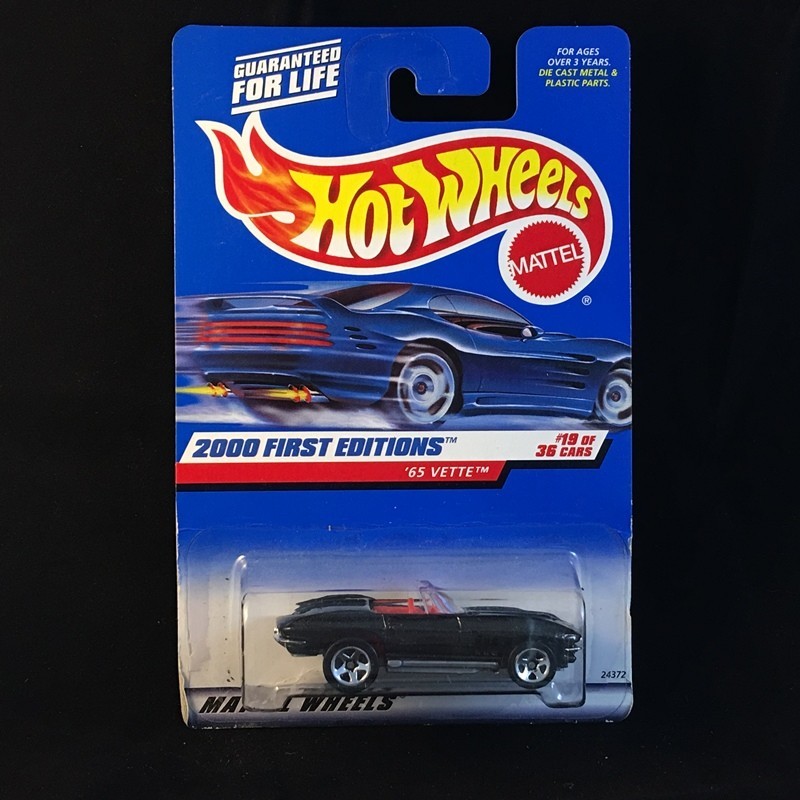 GUARANTEED
FOR LIFE
FOR AGES
OVER 3 YEARS.
DIE CAST METAL &
PLASTIC PARTS.
HOT WHEELS
MATTEL
®
2000 FIRST EDITIONS™
#19 OF
36 CARS
'65 VETTE™
24372
WHEELS